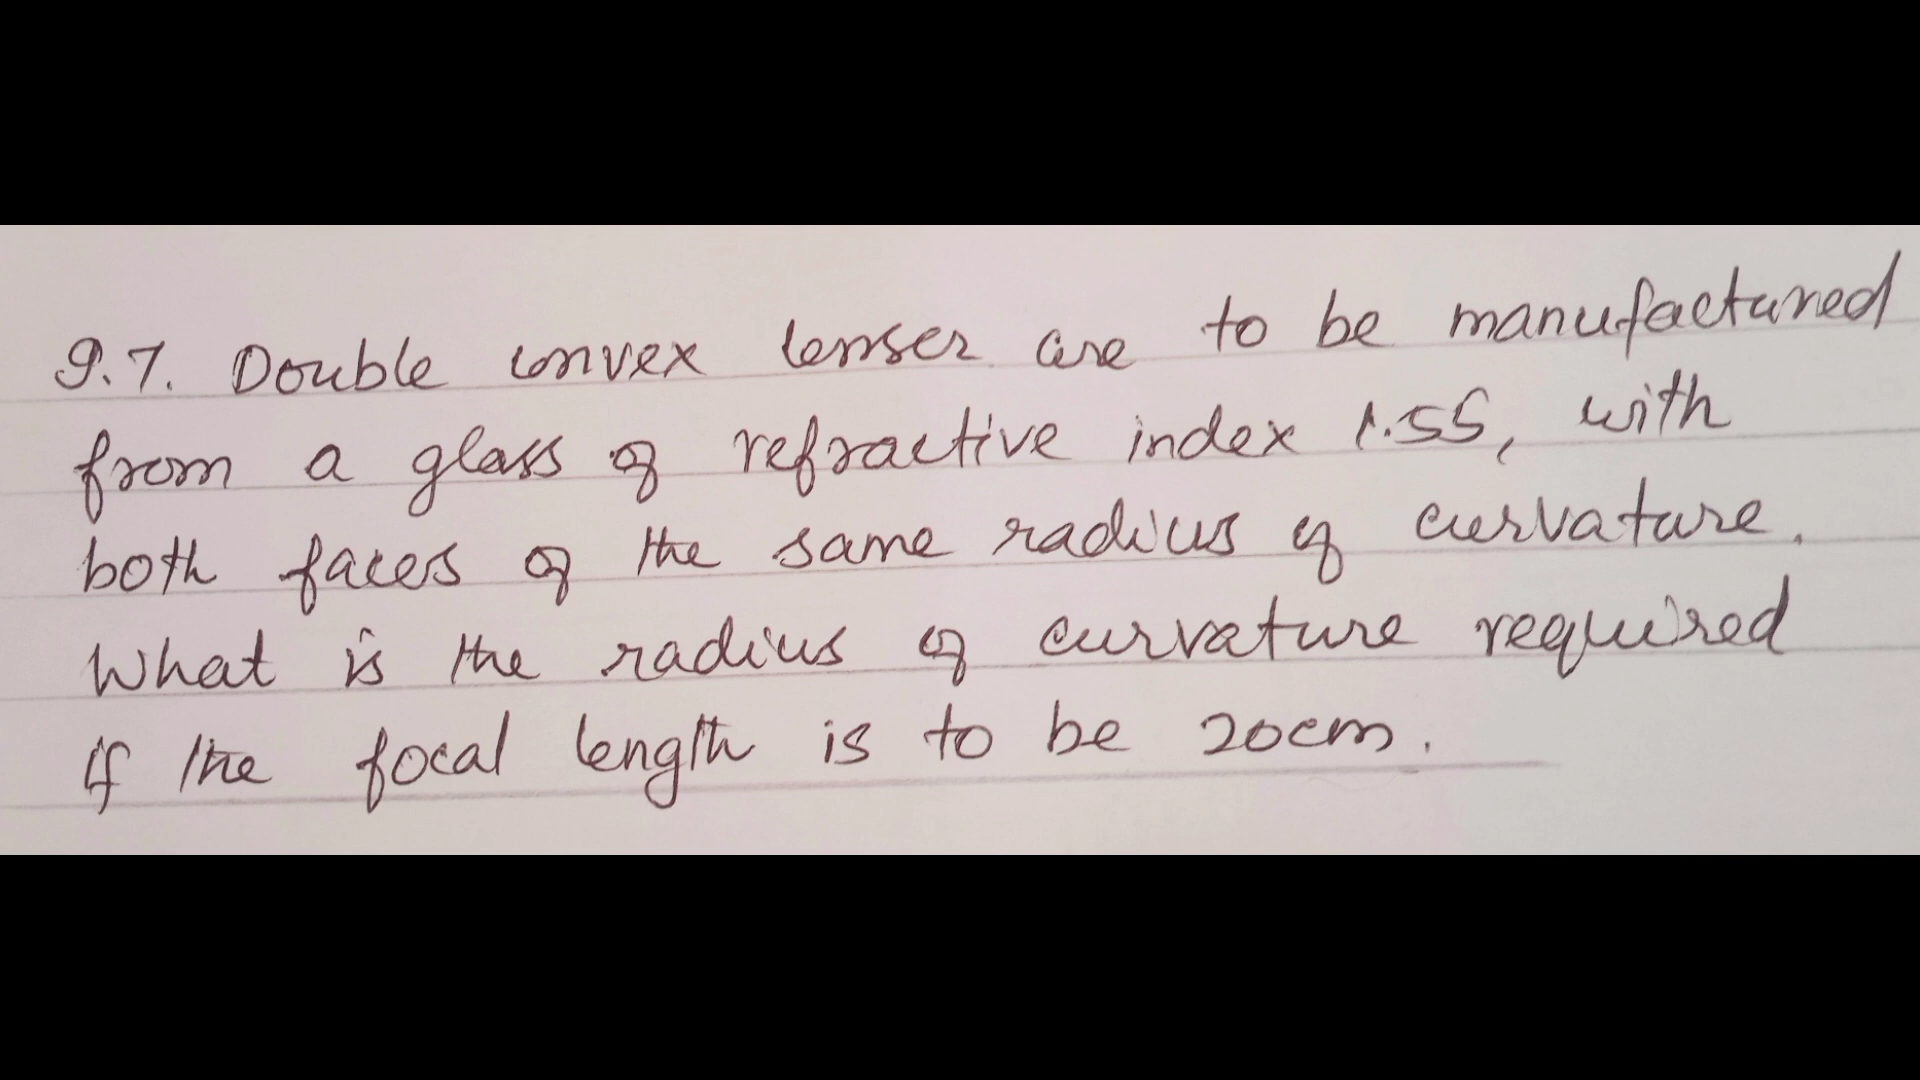 9.7. Double convex lenses are to be manufactured
from a glass of refractive index 1.55, with
both faces of the same radius of curvature.
What is the radius of curvature required
if the focal length is to be 20cm.